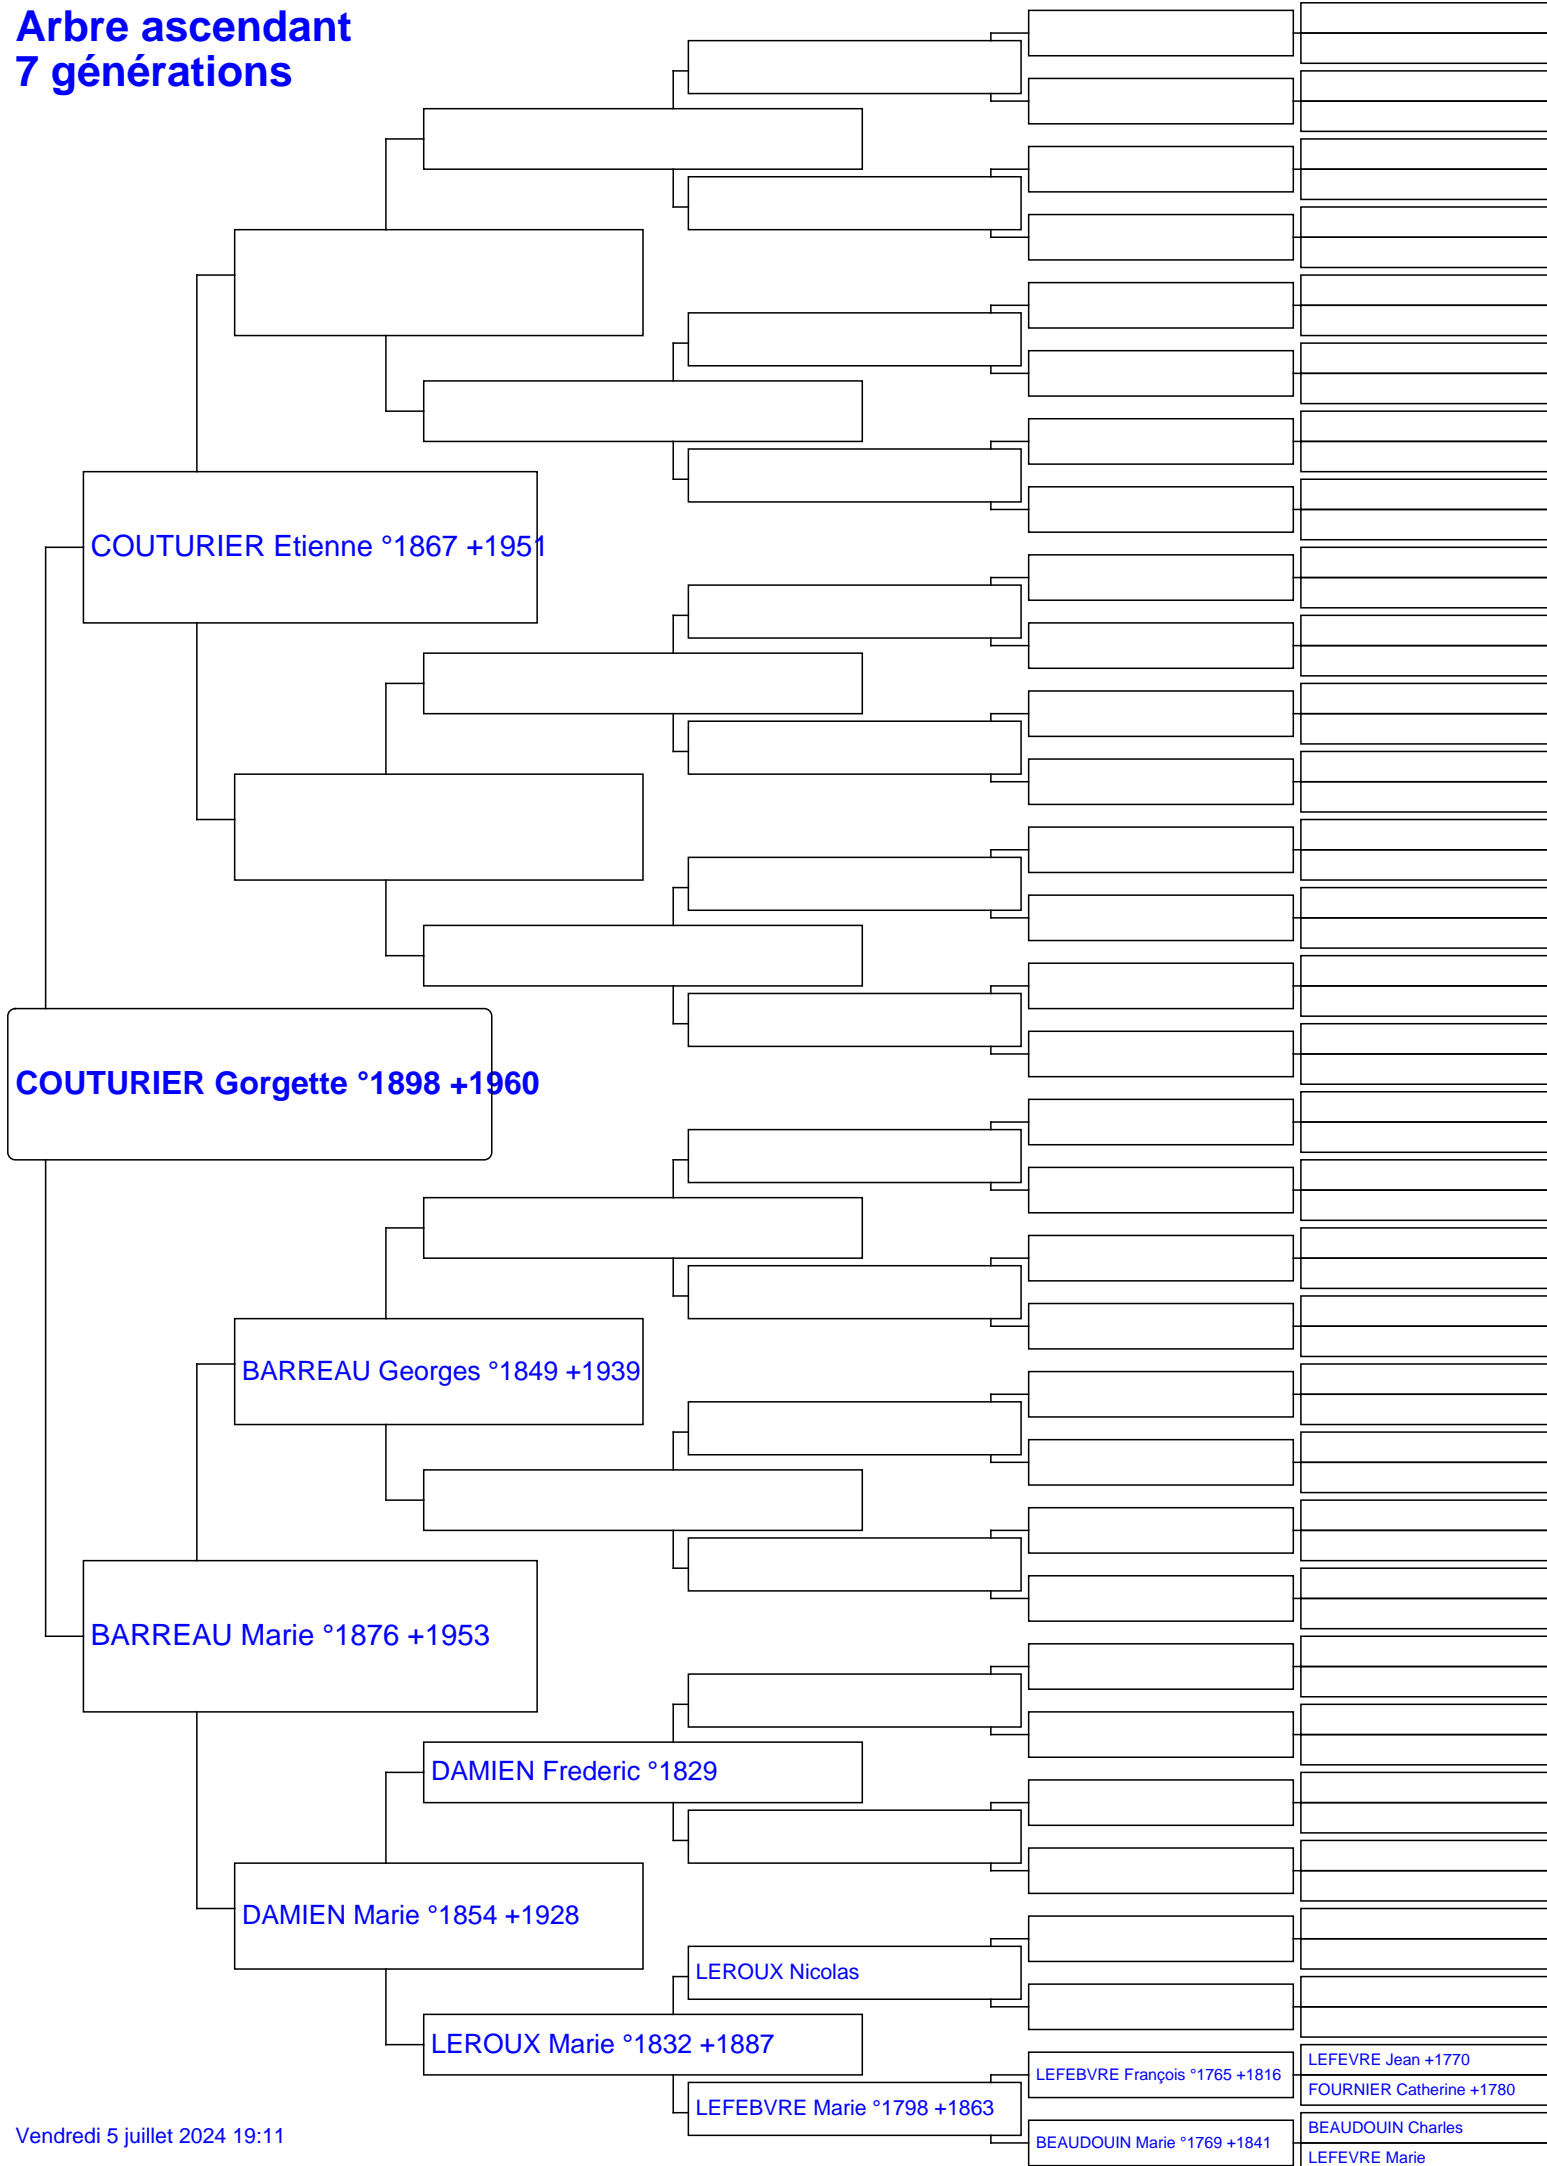 Arbre ascendant
7 générations
COUTURIER Etienne °1867 +1951
COUTURIER Gorgette °1898 +1960
BARREAU Georges °1849 +1939
BARREAU Marie °1876 +1953
DAMIEN Frederic °1829
DAMIEN Marie °1854 +1928
LEROUX Nicolas
LEROUX Marie °1832 +1887
LEFEBVRE Marie °1798 +1863
LEFEBVRE François °1765 +1816
LEFEVRE Jean +1770
FOURNIER Catherine +1780
BEAUDOUIN Marie °1769 +1841
BEAUDOUIN Charles
LEFEVRE Marie
Vendredi 5 juillet 2024 19:11